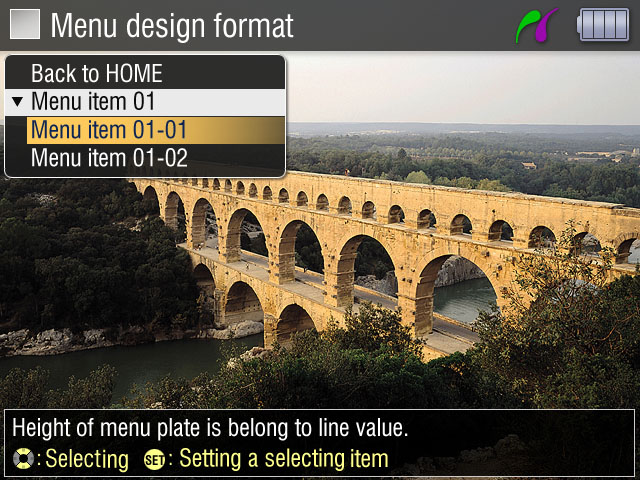 Menu design format
Back to HOME
Menu item 01
Menu item 01-01
Menu item 01-02
Height of menu plate is belong to line value.
: Selecting SET : Setting a selecting item